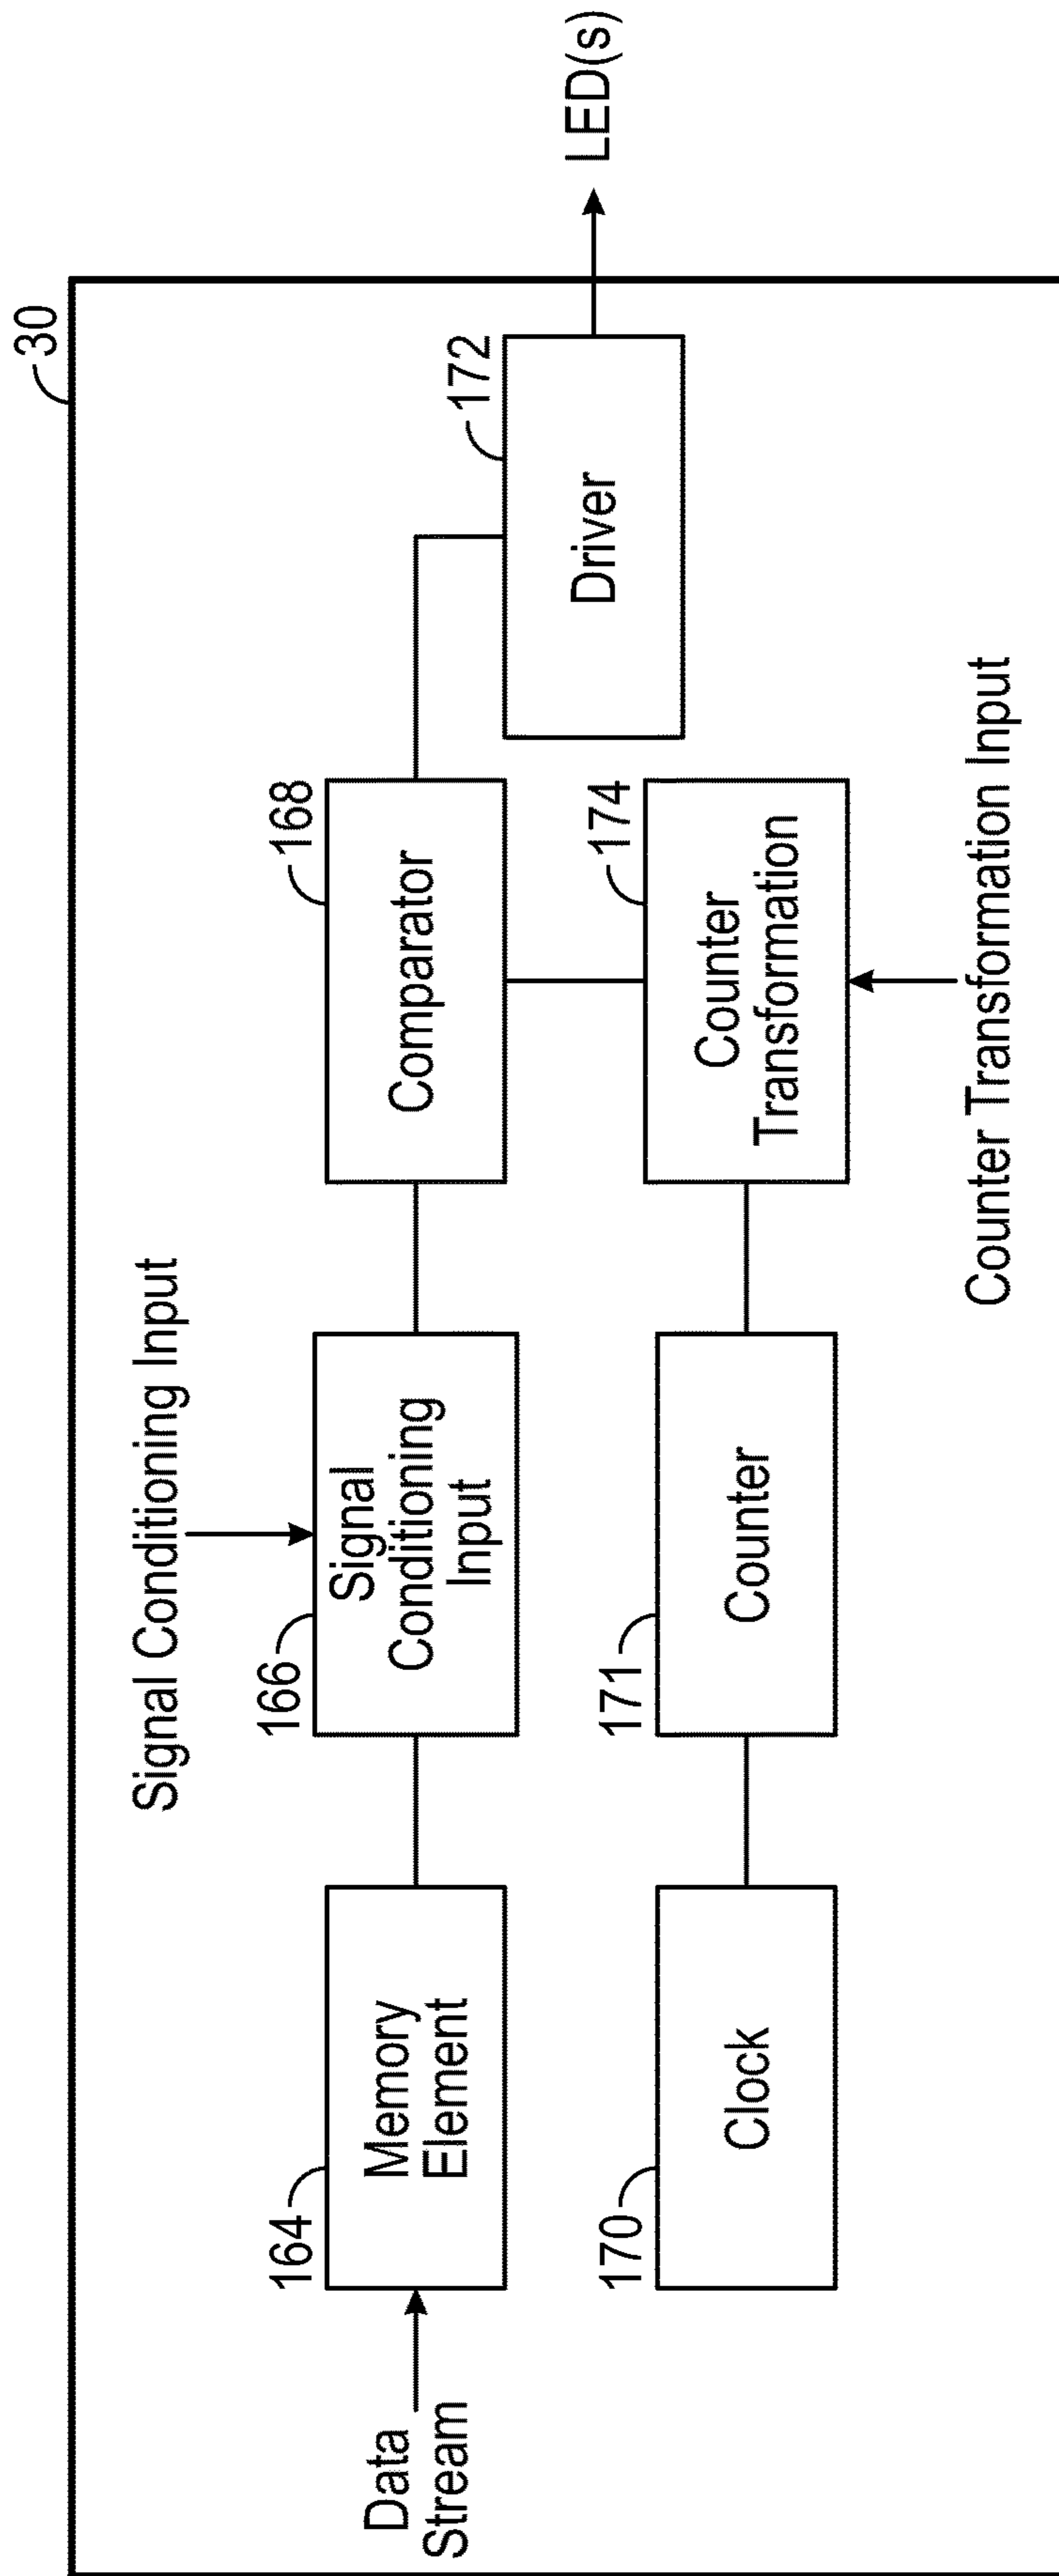 30
Signal Conditioning Input
Data
Stream
164
Memory
Element
166
Signal
Conditioning
Input
168
Comparator
172
Driver
LED(s)
170
Clock
171
Counter
174
Counter
Transformation
Counter Transformation Input